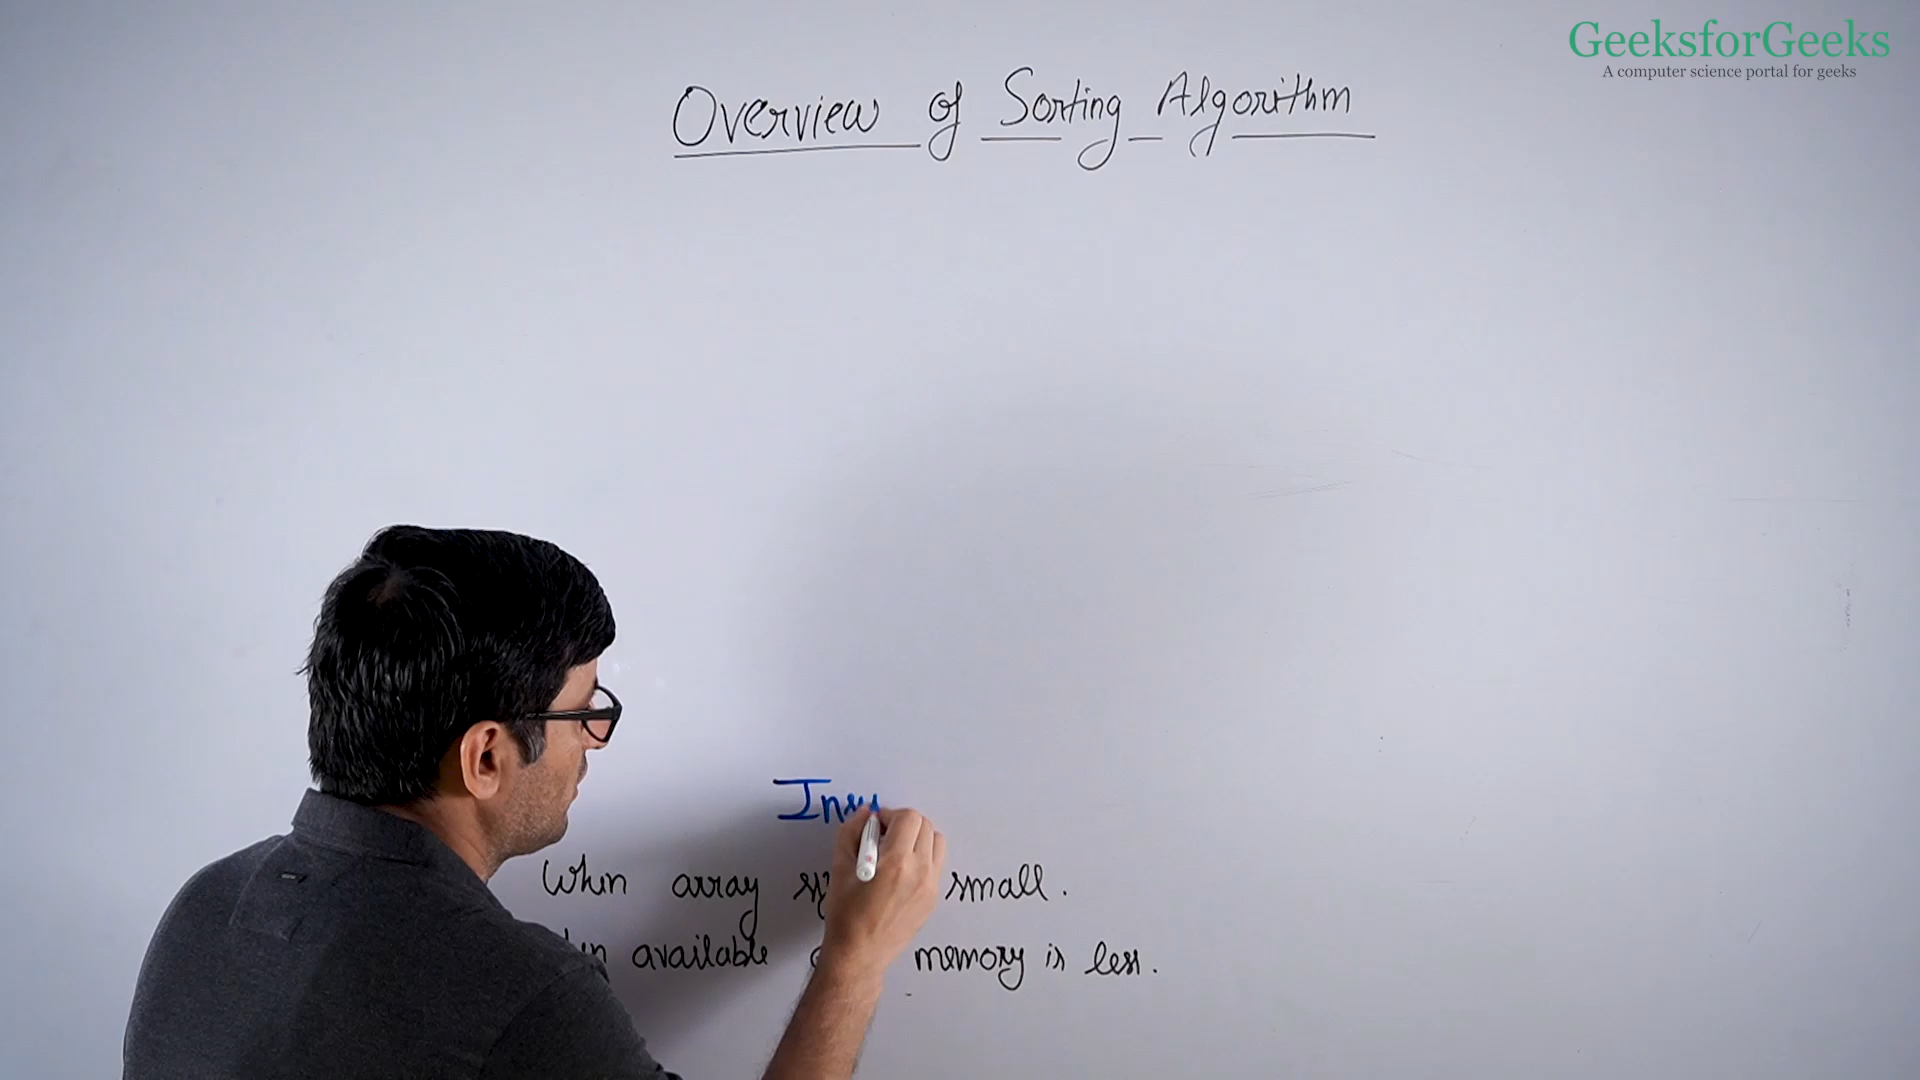 GeeksforGeeks
A computer science portal for geeks
Overview of Sorting Algorithm
Ins
When array small.
available memory is less.